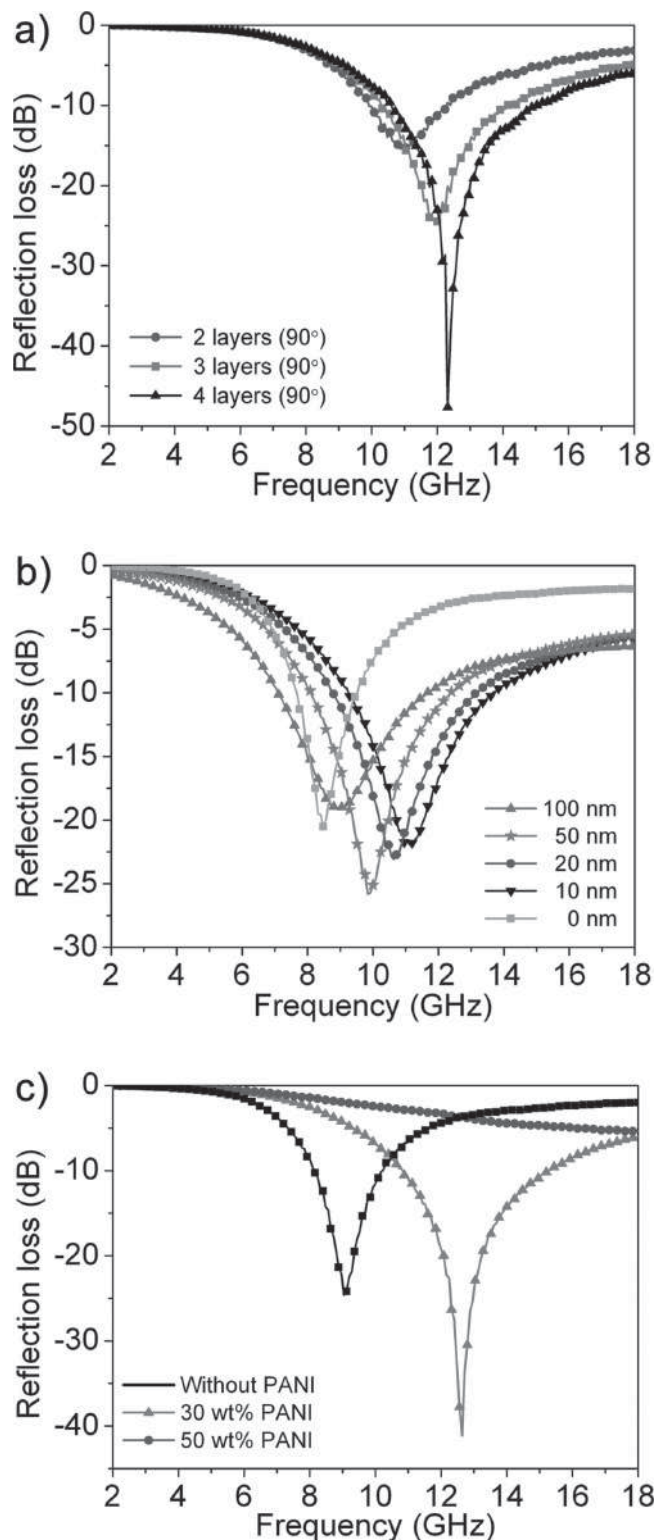 a)
0
-10
-20
-30
-40
-50
Reflection loss (dB)
2 layers (90°)
3 layers (90°)
4 layers (90°)
2 4 6 8 10 12 14 16 18
Frequency (GHz)
b)
0
-5
-10
-15
-20
-25
-30
Reflection loss (dB)
100 nm
50 nm
20 nm
10 nm
0 nm
2 4 6 8 10 12 14 16 18
Frequency (GHz)
c)
0
-10
-20
-30
-40
Reflection loss (dB)
Without PANI
30 wt% PANI
50 wt% PANI
2 4 6 8 10 12 14 16 18
Frequency (GHz)